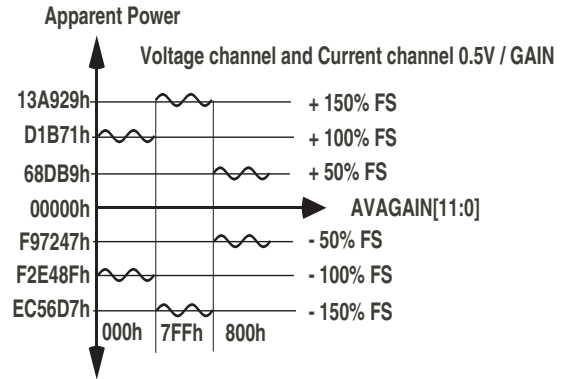 Apparent Power
Voltage channel and Current channel 0.5V / GAIN
13A929h
+ 150% FS
D1B71h
+ 100% FS
68DB9h
+ 50% FS
00000h
AVAGAIN[11:0]
F97247h
- 50% FS
F2E48Fh
- 100% FS
EC56D7h
- 150% FS
000h 7FFh 800h